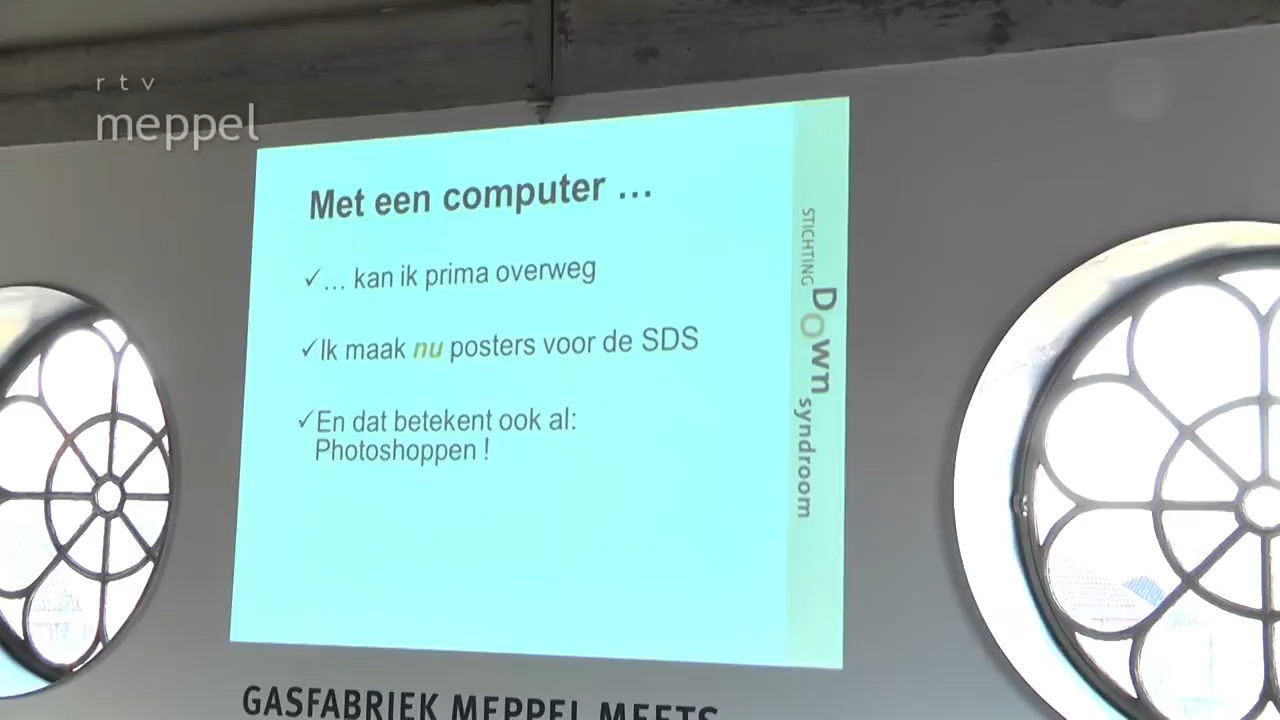 rtv
meppel
Met een computer ...
✓... kan ik prima overweg
✓Ik maak nu posters voor de SDS
✓En dat betekent ook al:
Photoshoppen !
STICHTING
DOwn
syndroom
GASFABRIEK MEPPEL MEETS